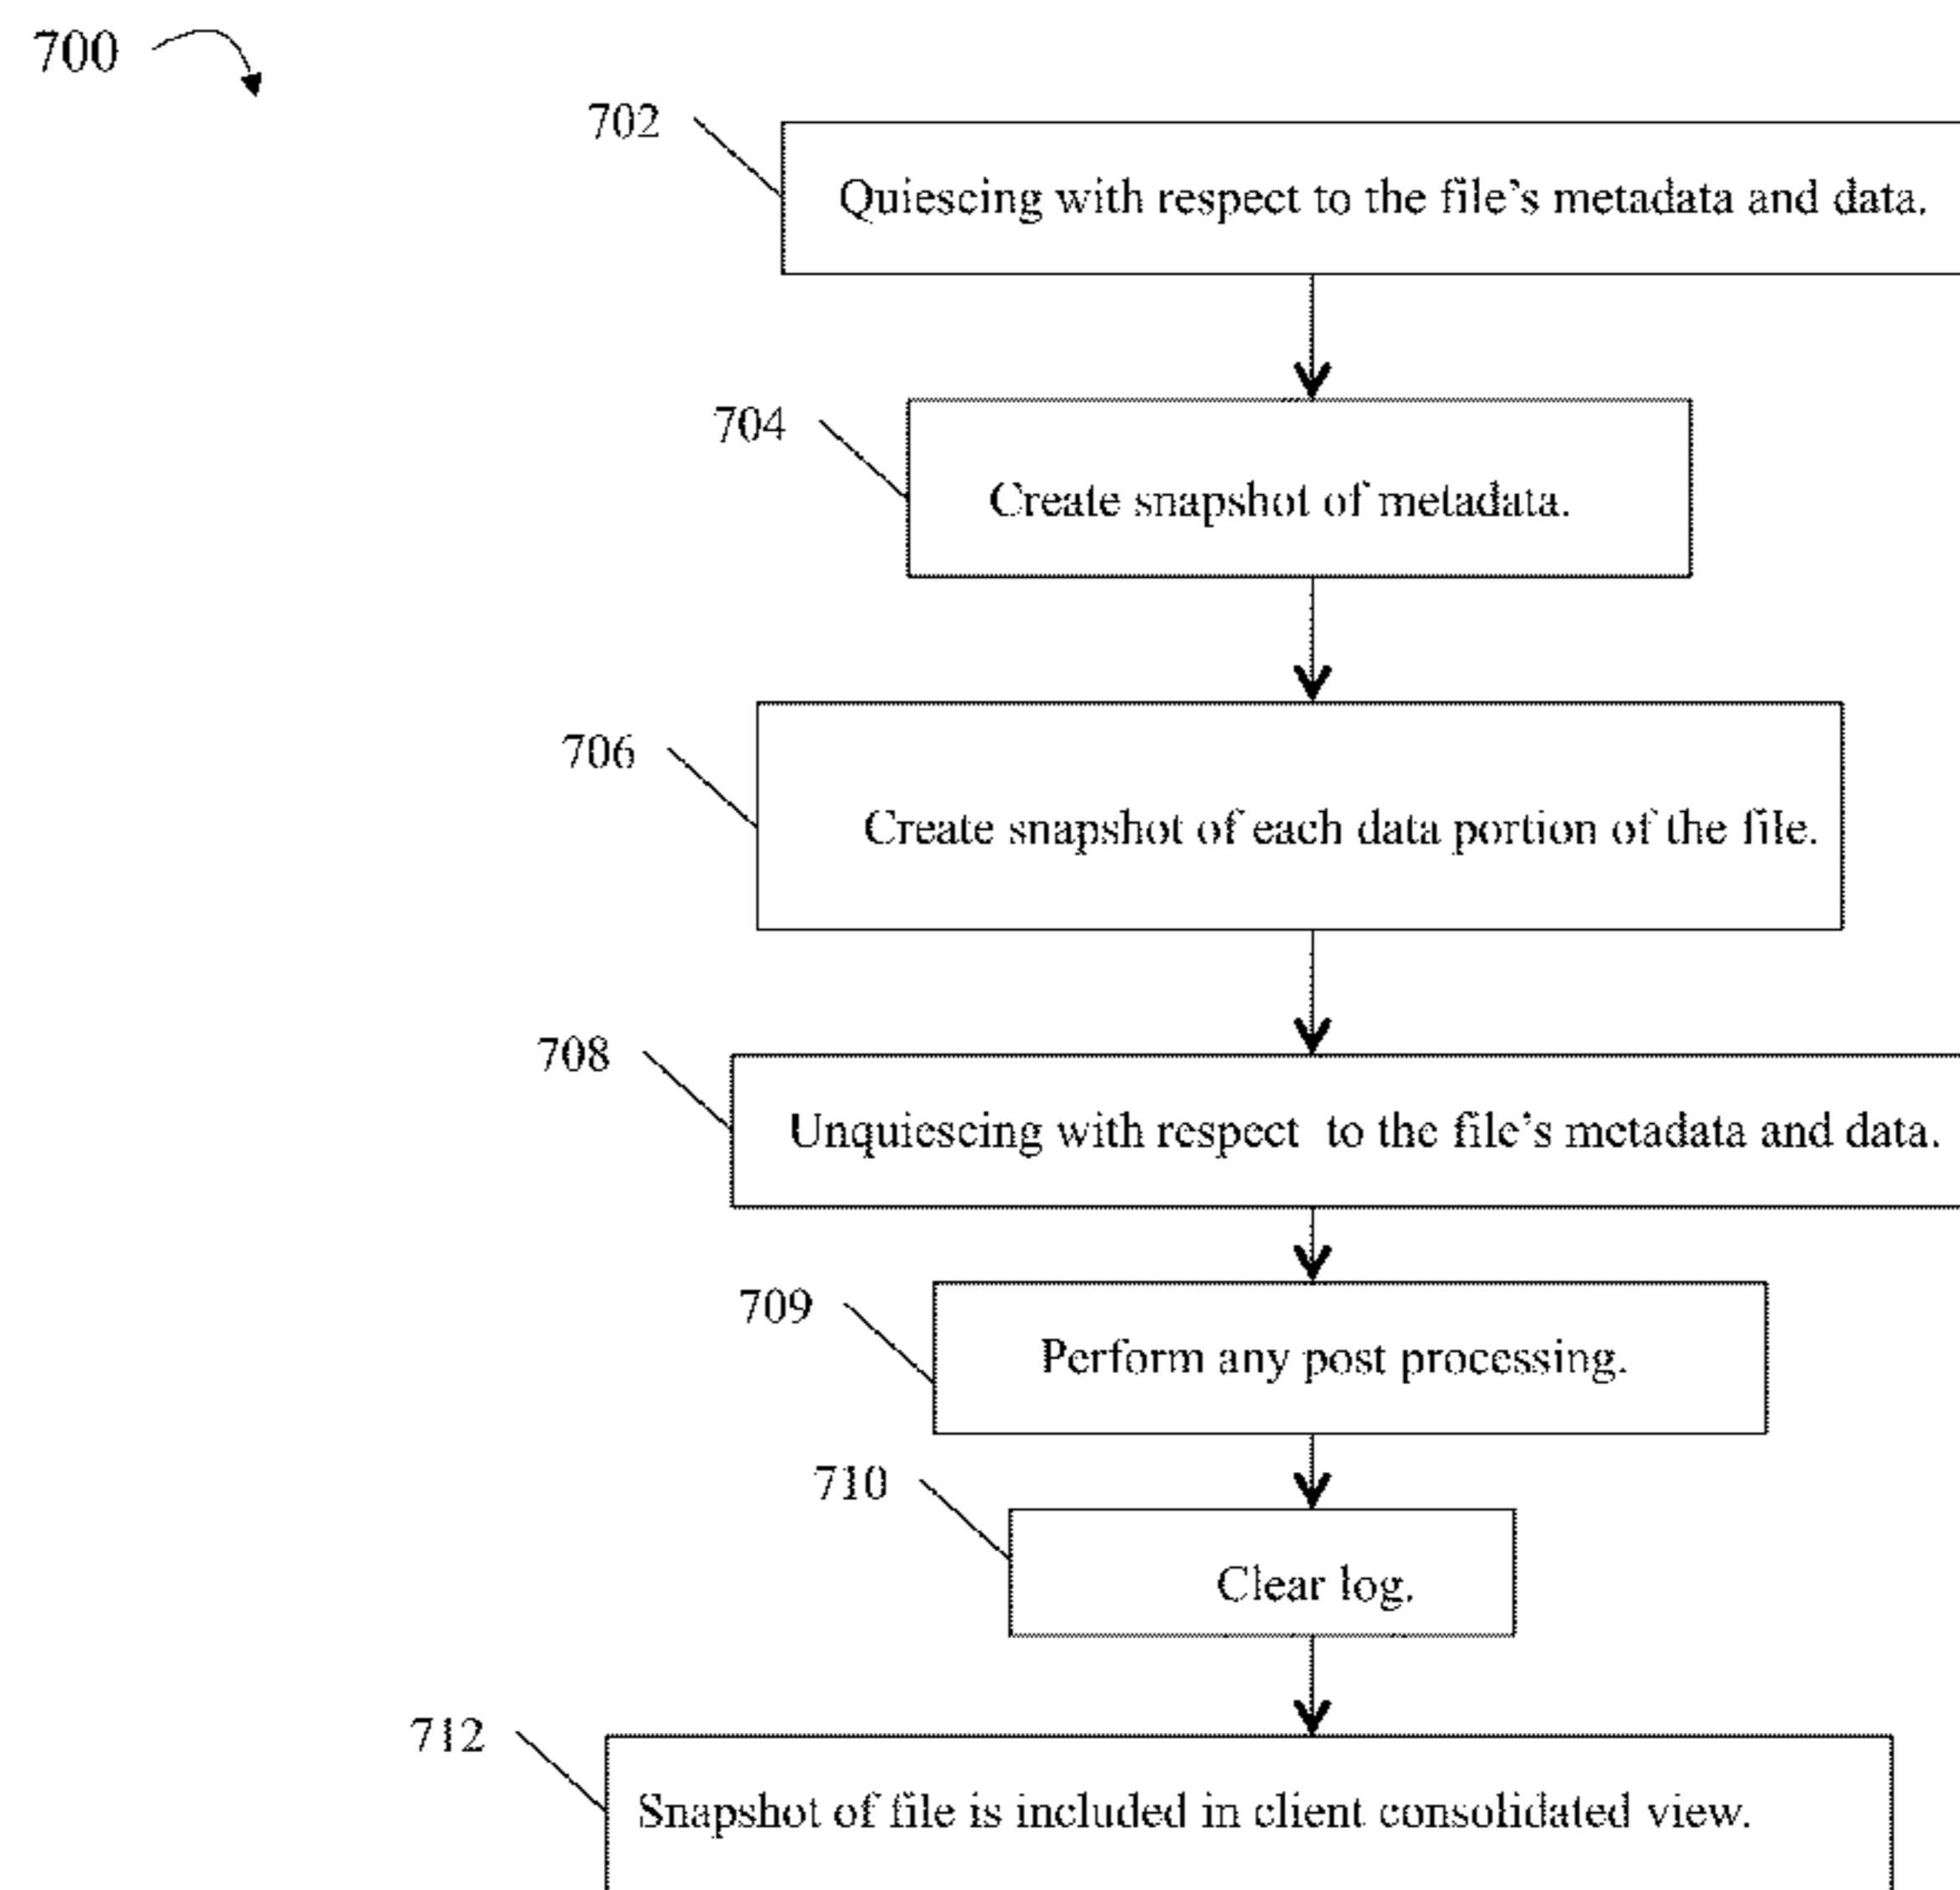 700
702
Quiescing with respect to the file's metadata and data.
704
Create snapshot of metadata.
706
Create snapshot of each data portion of the file.
708
Unquiescing with respect to the file's metadata and data.
709
Perform any post processing.
710
Clear log.
712
Snapshot of file is included in client consolidated view.